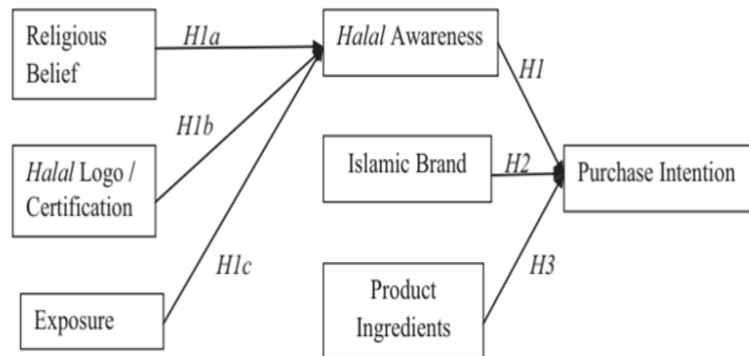 Religious
Belief
H1a
Halal Awareness
H1
H1b
Halal Logo /
Certification
Islamic Brand
H2
Purchase Intention
H1c
H3
Exposure
Product
Ingredients